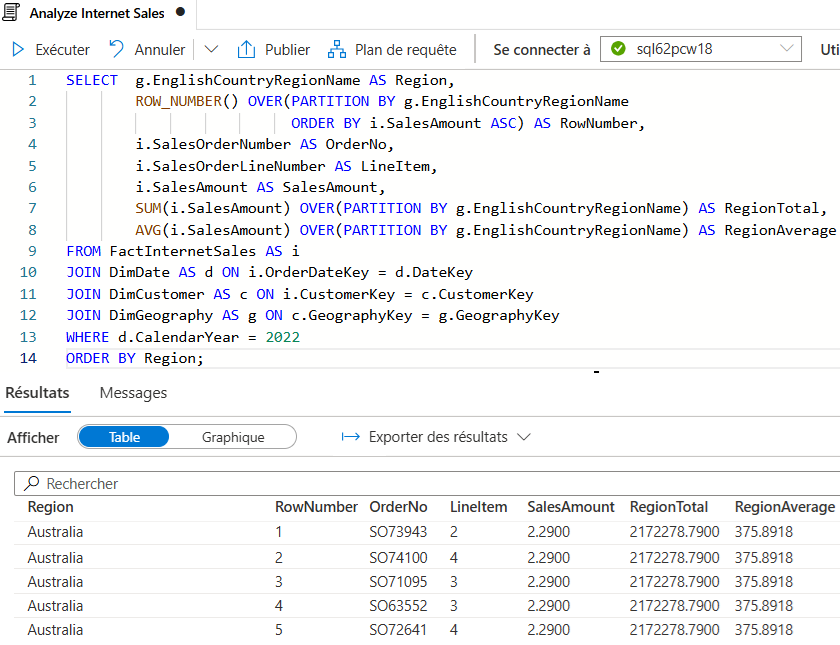 Analyze Internet Sales
Exécuter Annuler Publier Plan de requête Se connecter à sql62pcw18 Uti
1 SELECT g.EnglishCountryRegionName AS Region,
2 ROW_NUMBER() OVER(PARTITION BY g.EnglishCountryRegionName
3 ORDER BY i.SalesAmount ASC) AS RowNumber,
4 i.SalesOrderNumber AS OrderNo,
5 i.SalesOrderLineNumber AS LineItem,
6 i.SalesAmount AS SalesAmount,
7 SUM(i.SalesAmount) OVER(PARTITION BY g.EnglishCountryRegionName) AS RegionTotal,
8 AVG(i.SalesAmount) OVER(PARTITION BY g.EnglishCountryRegionName) AS RegionAverage
9 FROM FactInternetSales AS i
10 JOIN DimDate AS d ON i.OrderDateKey = d.DateKey
11 JOIN DimCustomer AS c ON i.CustomerKey = c.CustomerKey
12 JOIN DimGeography AS g ON c.GeographyKey = g.GeographyKey
13 WHERE d.CalendarYear = 2022
14 ORDER BY Region;
Résultats Messages
Afficher Table Graphique Exporter des résultats
Rechercher
Region RowNumber OrderNo LineItem SalesAmount RegionTotal RegionAverage
Australia 1 SO73943 2 2.2900 2172278.7900 375.8918
Australia 2 SO74100 4 2.2900 2172278.7900 375.8918
Australia 3 SO71095 3 2.2900 2172278.7900 375.8918
Australia 4 SO63552 3 2.2900 2172278.7900 375.8918
Australia 5 SO72641 4 2.2900 2172278.7900 375.8918